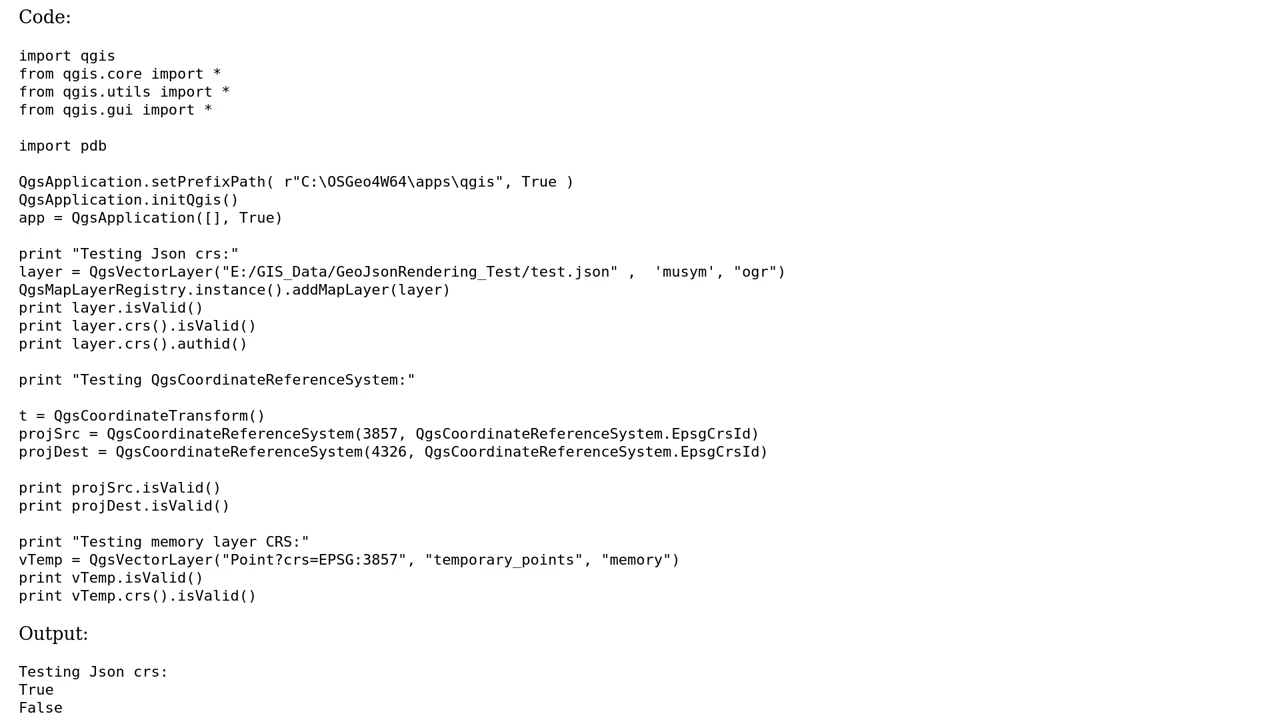 Code:
import qgis
from qgis.core import *
from qgis.utils import *
from qgis.gui import *
import pdb
QgsApplication.setPrefixPath( r"C:\OSGeo4W64\apps\qgis", True )
QgsApplication.initQgis()
app = QgsApplication([], True)
print "Testing Json crs:"
layer = QgsVectorLayer("E:/GIS_Data/GeoJsonRendering_Test/test.json" ,  'musym', "ogr")
QgsMapLayerRegistry.instance().addMapLayer(layer)
print layer.isValid()
print layer.crs().isValid()
print layer.crs().authid()
print "Testing QgsCoordinateReferenceSystem:"
t = QgsCoordinateTransform()
projSrc = QgsCoordinateReferenceSystem(3857, QgsCoordinateReferenceSystem.EpsgCrsId)
projDest = QgsCoordinateReferenceSystem(4326, QgsCoordinateReferenceSystem.EpsgCrsId)
print projSrc.isValid()
print projDest.isValid()
print "Testing memory layer CRS:"
vTemp = QgsVectorLayer("Point?crs=EPSG:3857", "temporary_points", "memory")
print vTemp.isValid()
print vTemp.crs().isValid()
Output:
Testing Json crs:
True
False